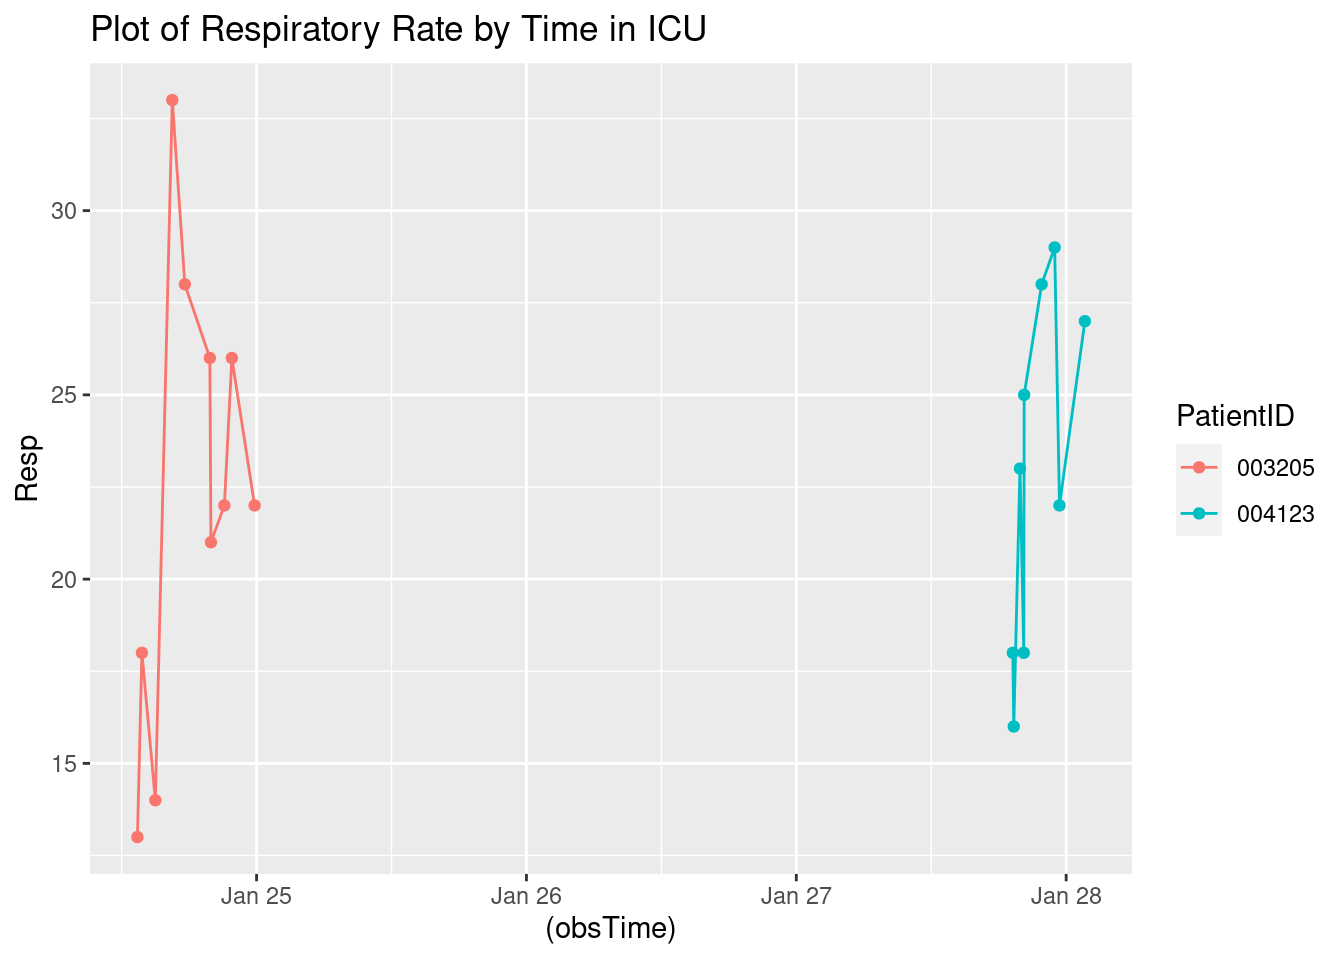 Plot of Respiratory Rate by Time in ICU
30
25
20
15
Resp
Jan 25
Jan 26
Jan 27
Jan 28
(obsTime)
PatientID
003205
004123